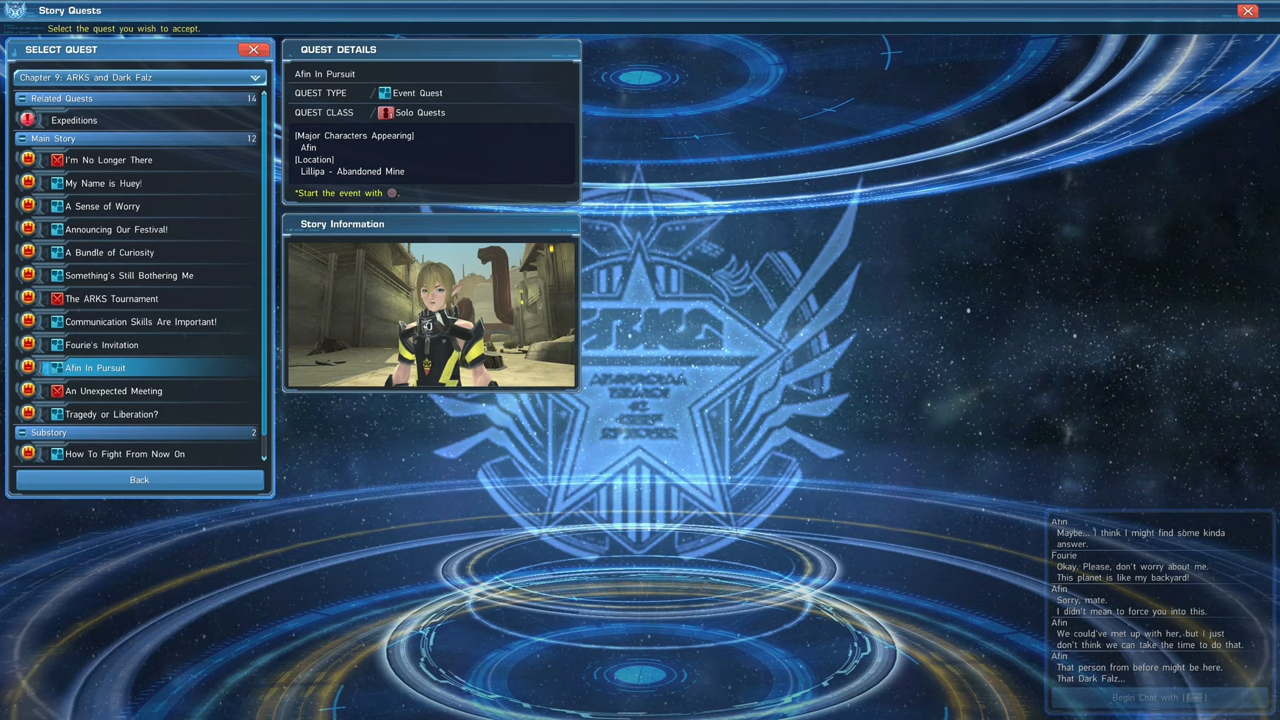 Story Quests
Select the quest you wish to accept.
SELECT QUEST
Chapter 9: ARKS and Dark Falz
Related Quests 14
Expeditions
Main Story 12
I'm No Longer There
My Name is Huey!
A Sense of Worry
Announcing Our Festival!
A Bundle of Curiosity
Something's Still Bothering Me
The ARKS Tournament
Communication Skills Are Important!
Fourie's Invitation
Afin In Pursuit
An Unexpected Meeting
Tragedy or Liberation?
Substory 2
How To Fight From Now On
Back
QUEST DETAILS
Afin In Pursuit
QUEST TYPE / Event Quest
QUEST CLASS / Solo Quests
[Major Characters Appearing]
Afin
[Location]
Lillipa - Abandoned Mine
*Start the event with .
Story Information
Afin
Maybe... I think I might find some kinda
answer.
Fourie
Okay. Please, don't worry about me.
This planet is like my backyard!
Afin
Sorry, mate.
I didn't mean to force you into this.
Afin
We could've met up with her, but I just
don't think we can take the time to do that.
Afin
That person from before might be here.
That Dark Falz...
Begin Chat with [ ]